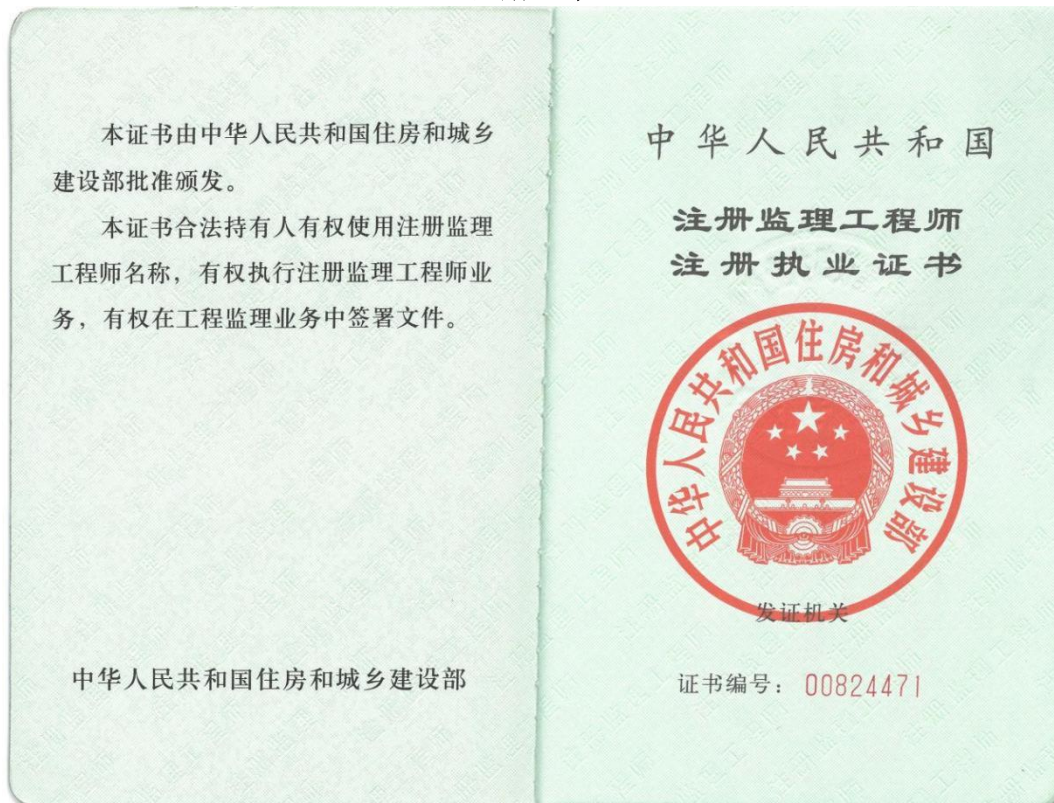 本证书由中华人民共和国住房和城乡
建设部批准颁发。
本证书合法持有人有权使用注册监理
工程师名称，有权执行注册监理工程师业
务，有权在工程监理业务中签署文件。
中华人民共和国住房和城乡建设部
中华人民共和国
注册监理工程师
注册执业证书
中华人民共和国住房和城乡建设部
发证机关
证书编号：00824471